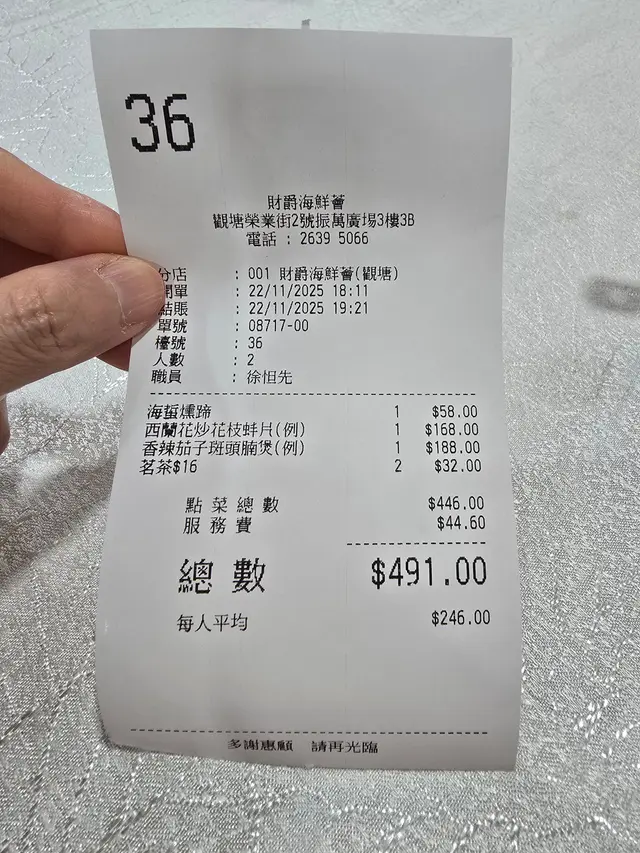 36
財爵海鮮薈
觀塘榮業街2號振萬廣場3樓3B
電話 : 2639 5066
分店 : 001 財爵海鮮薈(觀塘)
開單 : 22/11/2025 18:11
結賬 : 22/11/2025 19:21
單號 : 08717-00
檯號 : 36
人數 : 2
職員 : 徐恒先
海蜇燻蹄 1 $58.00
西蘭花炒花枝蚌片(例) 1 $168.00
香辣茄子斑頭腩煲(例) 1 $188.00
茗茶$16 2 $32.00
點菜總數 $446.00
服務費 $44.60
總數 $491.00
每人平均 $246.00
多謝惠顧 請再光臨